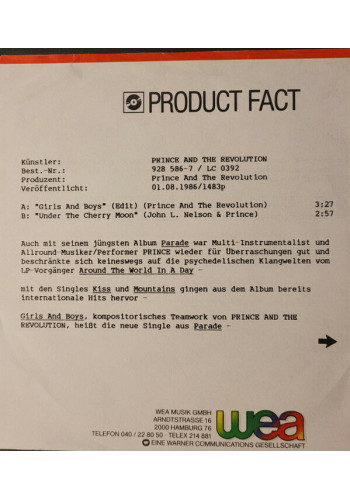 PRODUCT FACT
Künstler: PRINCE AND THE REVOLUTION
Best.-Nr.: 928 586-7 / LC 0392
Produzent: Prince And The Revolution
Veröffentlicht: 01.08.1986/1483p
A: "Girls And Boys" (Edit) (Prince And The Revolution) 3:27
B: "Under The Cherry Moon" (John L. Nelson & Prince) 2:57
Auch mit seinem jüngsten Album Parade war Multi-Instrumentalist und
Allround-Musiker/Performer PRINCE wieder für Überraschungen gut und
beschränkte sich keineswegs auf die psychedelischen Klangwelten vom
LP-Vorgänger Around The World In A Day -
mit den Singles Kiss und Mountains gingen aus dem Album bereits
internationale Hits hervor -
Girls And Boys, kompositorisches Teamwork von PRINCE AND THE
REVOLUTION, heißt die neue Single aus Parade -
WEA MUSIK GMBH
ARNDTSTRASSE 16
2000 HAMBURG 76
TELEFON 040 / 22 80 50 · TELEX 214 881
EINE WARNER COMMUNICATIONS GESELLSCHAFT
wea